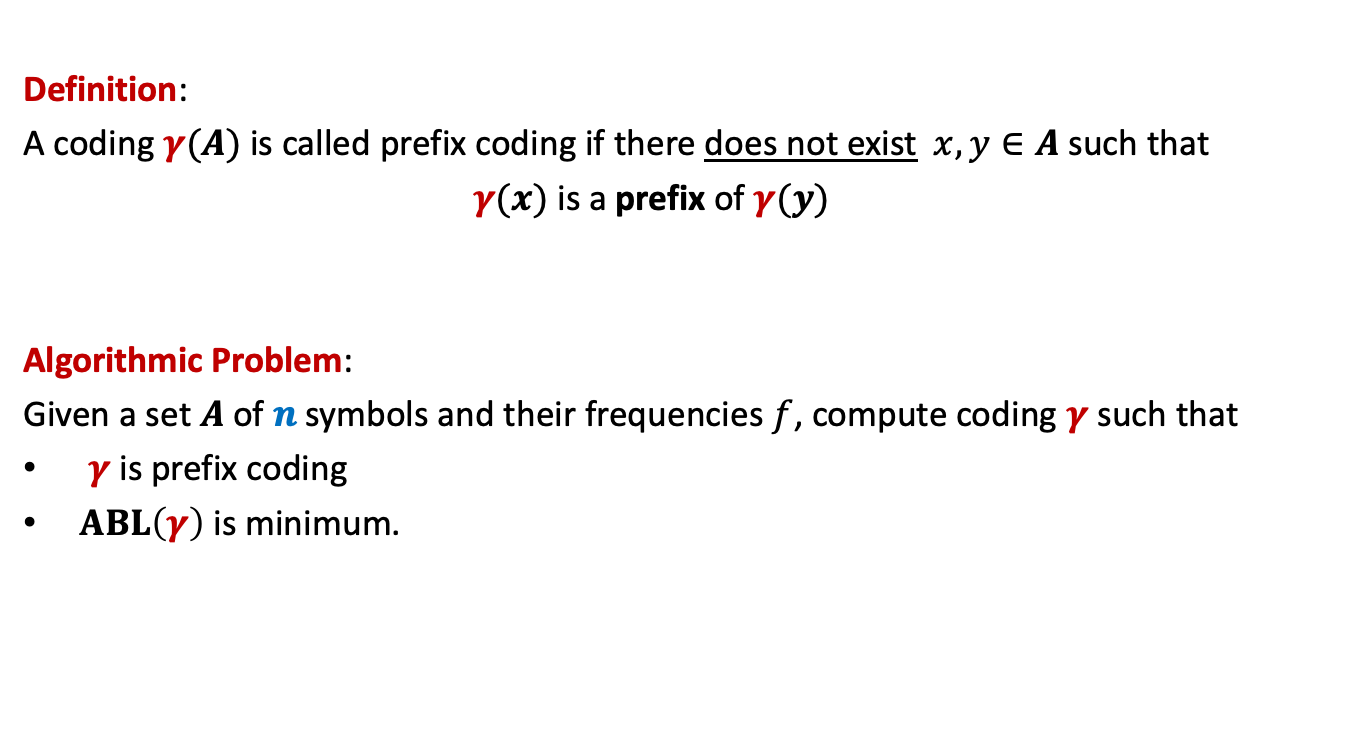 Definition:
A coding γ(A) is called prefix coding if there does not exist x, y ∈ A such that
γ(x) is a prefix of γ(y)
Algorithmic Problem:
Given a set A of n symbols and their frequencies f, compute coding γ such that
• γ is prefix coding
• ABL(γ) is minimum.